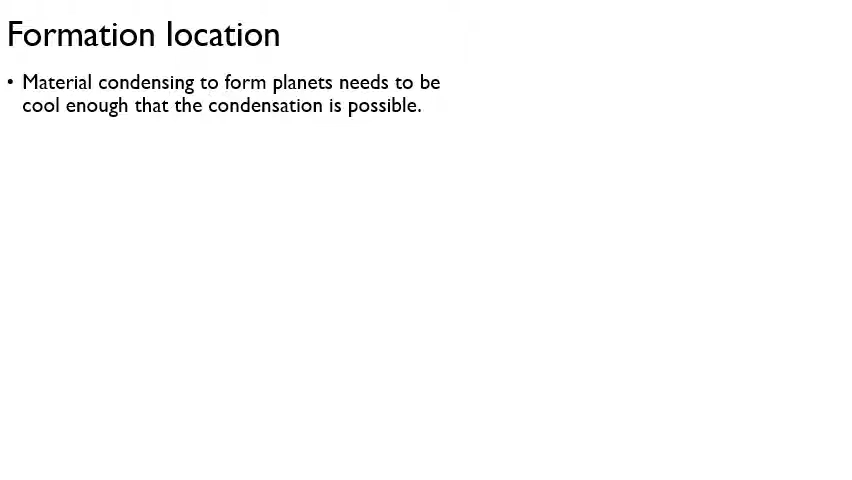 Formation location
• Material condensing to form planets needs to be
cool enough that the condensation is possible.